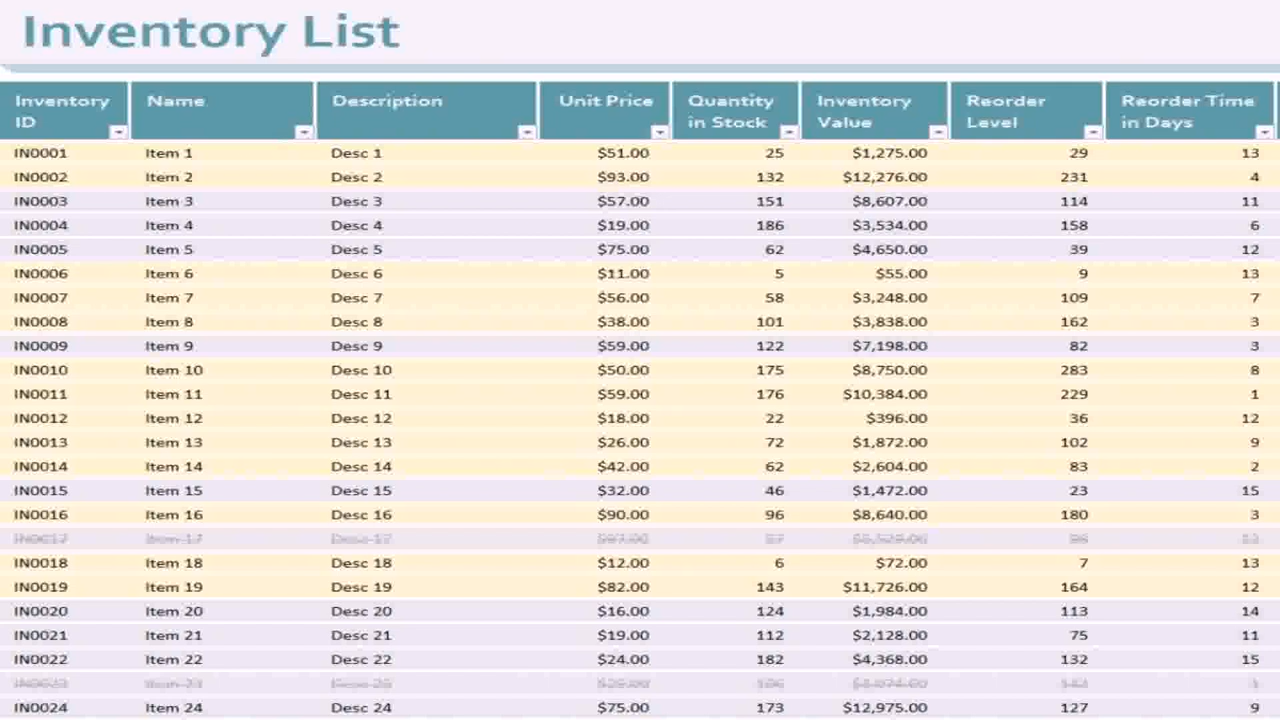 Inventory List
Inventory ID Name Description Unit Price Quantity in Stock Inventory Value Reorder Level Reorder Time in Days
IN0001 Item 1 Desc 1 $51.00 25 $1,275.00 29 13
IN0002 Item 2 Desc 2 $93.00 132 $12,276.00 231 4
IN0003 Item 3 Desc 3 $57.00 151 $8,607.00 114 11
IN0004 Item 4 Desc 4 $19.00 186 $3,534.00 158 6
IN0005 Item 5 Desc 5 $75.00 62 $4,650.00 39 12
IN0006 Item 6 Desc 6 $11.00 5 $55.00 9 13
IN0007 Item 7 Desc 7 $56.00 58 $3,248.00 109 7
IN0008 Item 8 Desc 8 $38.00 101 $3,838.00 162 3
IN0009 Item 9 Desc 9 $59.00 122 $7,198.00 82 3
IN0010 Item 10 Desc 10 $50.00 175 $8,750.00 283 8
IN0011 Item 11 Desc 11 $59.00 176 $10,384.00 229 1
IN0012 Item 12 Desc 12 $18.00 22 $396.00 36 12
IN0013 Item 13 Desc 13 $26.00 72 $1,872.00 102 9
IN0014 Item 14 Desc 14 $42.00 62 $2,604.00 83 2
IN0015 Item 15 Desc 15 $32.00 46 $1,472.00 23 15
IN0016 Item 16 Desc 16 $90.00 96 $8,640.00 180 3
IN0017 Item 17 Desc 17
IN0018 Item 18 Desc 18 $12.00 6 $72.00 7 13
IN0019 Item 19 Desc 19 $82.00 143 $11,726.00 164 12
IN0020 Item 20 Desc 20 $16.00 124 $1,984.00 113 14
IN0021 Item 21 Desc 21 $19.00 112 $2,128.00 75 11
IN0022 Item 22 Desc 22 $24.00 182 $4,368.00 132 15
IN0023 Item 23 Desc 23
IN0024 Item 24 Desc 24 $75.00 173 $12,975.00 127 9